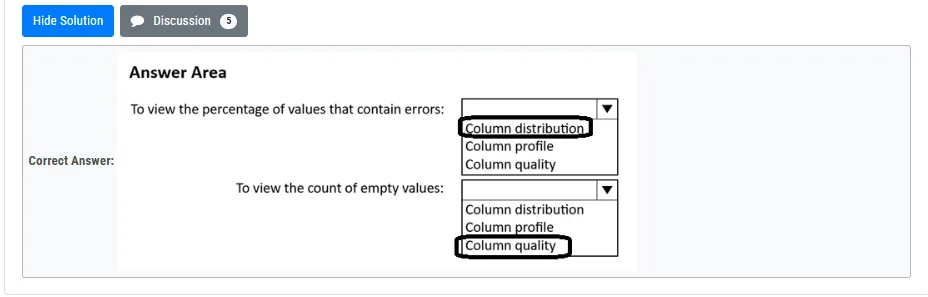 Hide Solution
Discussion 5
Answer Area
To view the percentage of values that contain errors:
Column distribution
Column profile
Column quality
Correct Answer:
To view the count of empty values:
Column distribution
Column profile
Column quality